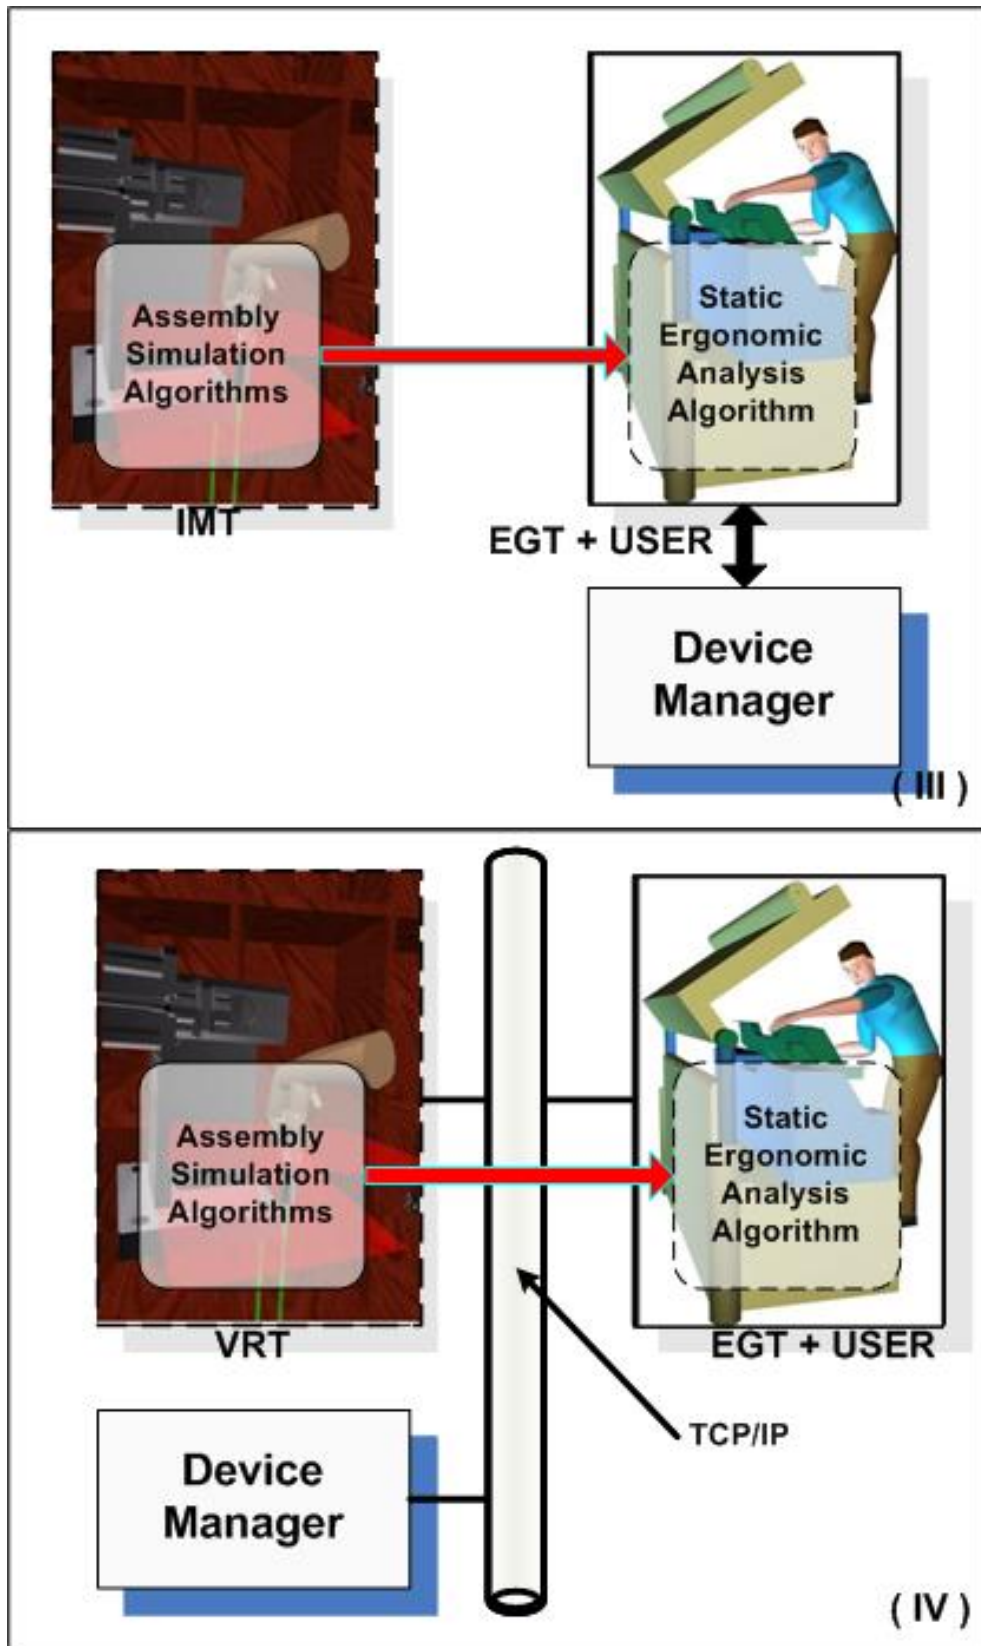 Assembly
Simulation
Algorithms
Static
Ergonomic
Analysis
Algorithm
IMT
EGT + USER
Device
Manager
( III )
Assembly
Simulation
Algorithms
Static
Ergonomic
Analysis
Algorithm
VRT
EGT + USER
TCP/IP
Device
Manager
( IV )